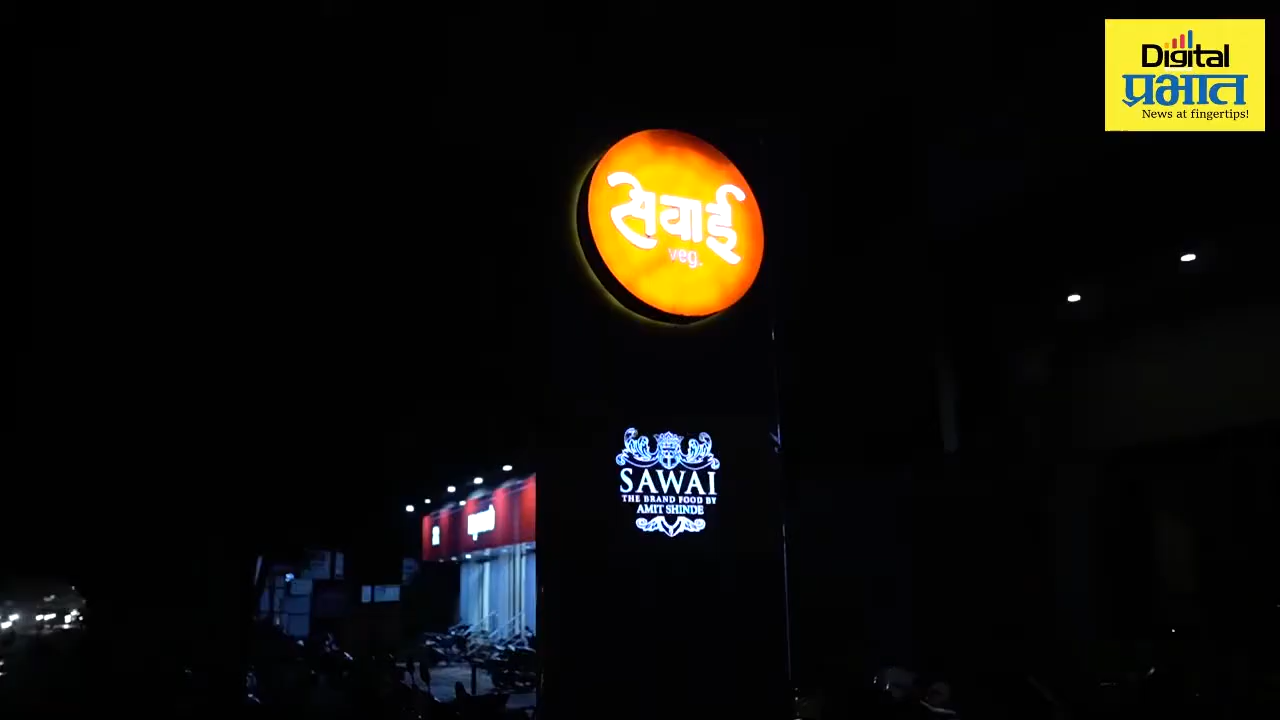 Digital
प्रभात
News at fingertips!
सवाई
veg.
SAWAI
THE BRAND FOOD BY
AMIT SHINDE